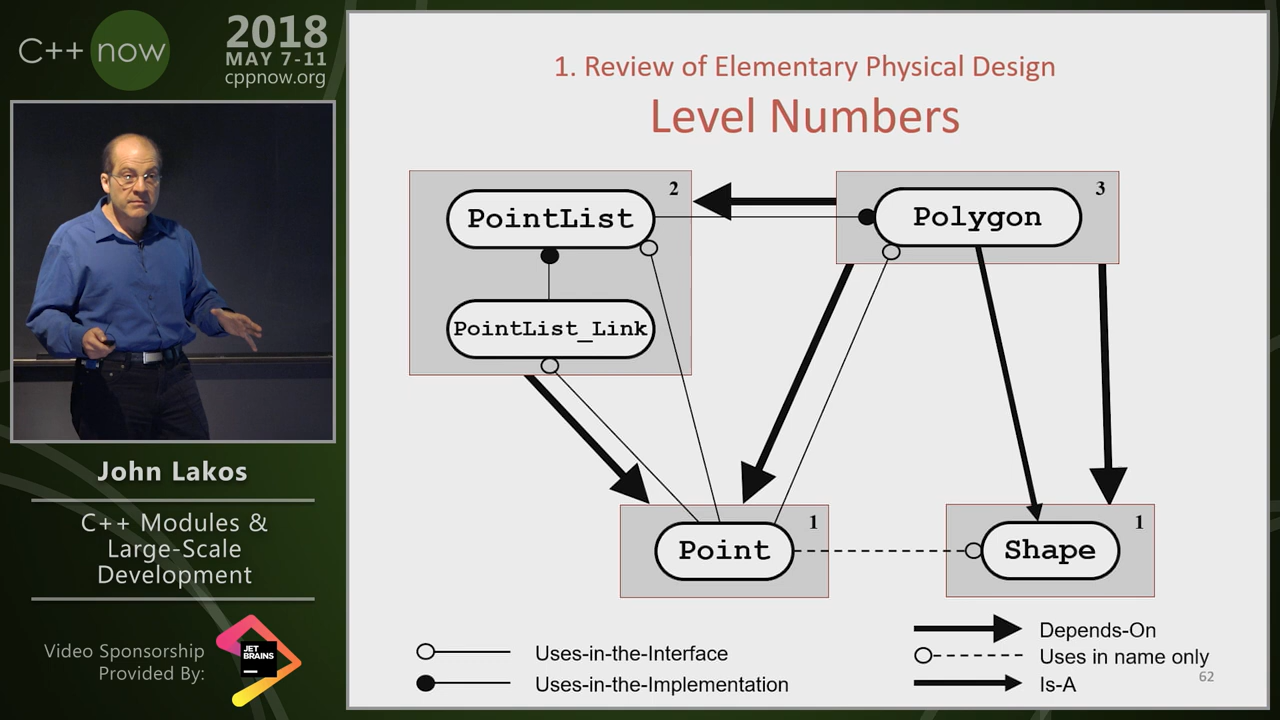 C++ now
2018
MAY 7-11
cppnow.org
John Lakos
C++ Modules &
Large-Scale
Development
Video Sponsorship
Provided By:
JET
BRAINS
1. Review of Elementary Physical Design
Level Numbers
2
PointList
PointList_Link
3
Polygon
1
Point
1
Shape
Uses-in-the-Interface
Uses-in-the-Implementation
Depends-On
Uses in name only
Is-A
62